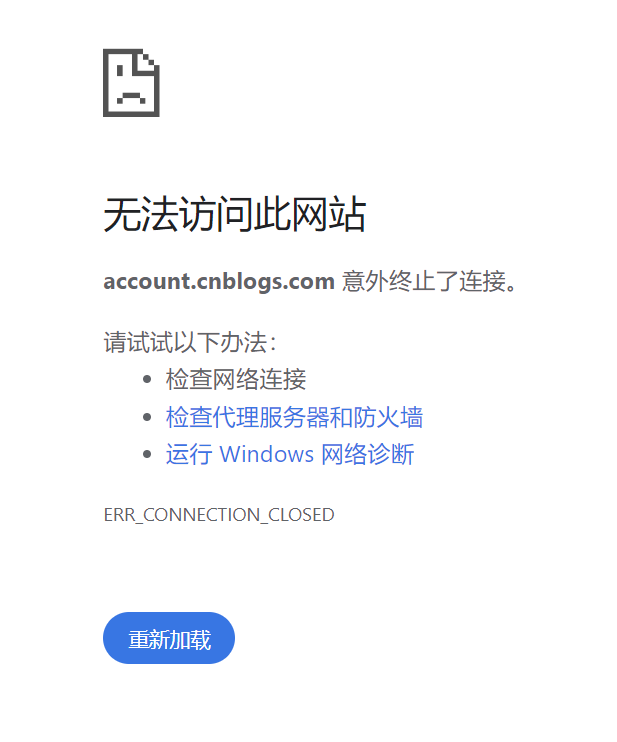 无法访问此网站
account.cnblogs.com 意外终止了连接。
请试试以下办法：
检查网络连接
检查代理服务器和防火墙
运行 Windows 网络诊断
ERR_CONNECTION_CLOSED
重新加载